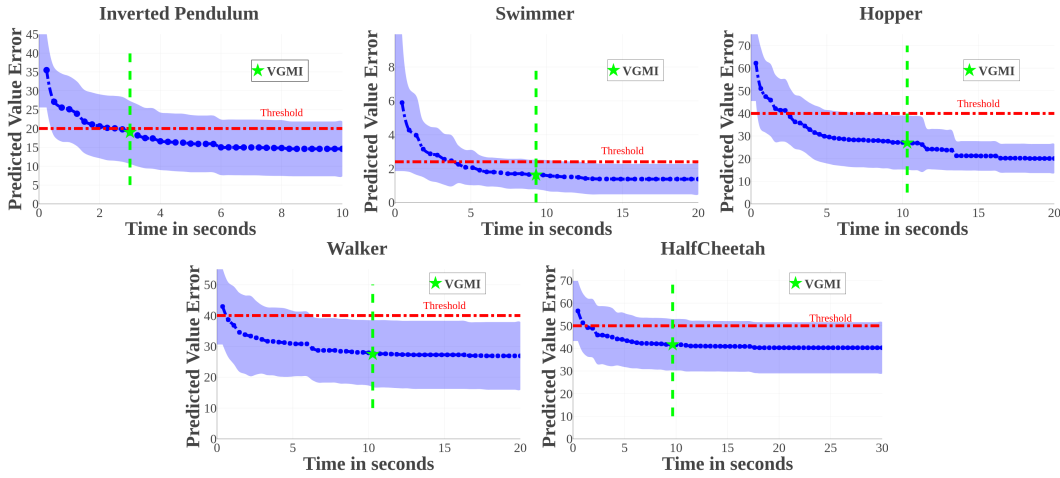 Inverted Pendulum
Predicted Value Error
45
40
35
30
25
20
15
10
5
0
0 2 4 6 8 10
Time in seconds
VGMI
Threshold
Swimmer
Predicted Value Error
8
6
4
2
0
0 5 10 15 20
Time in seconds
VGMI
Threshold
Hopper
Predicted Value Error
70
60
50
40
30
20
10
0
0 5 10 15 20
Time in seconds
VGMI
Threshold
Walker
Predicted Value Error
50
40
30
20
10
0
0 5 10 15 20
Time in seconds
VGMI
Threshold
HalfCheetah
Predicted Value Error
70
60
50
40
30
20
10
0
0 5 10 15 20 25 30
Time in seconds
VGMI
Threshold